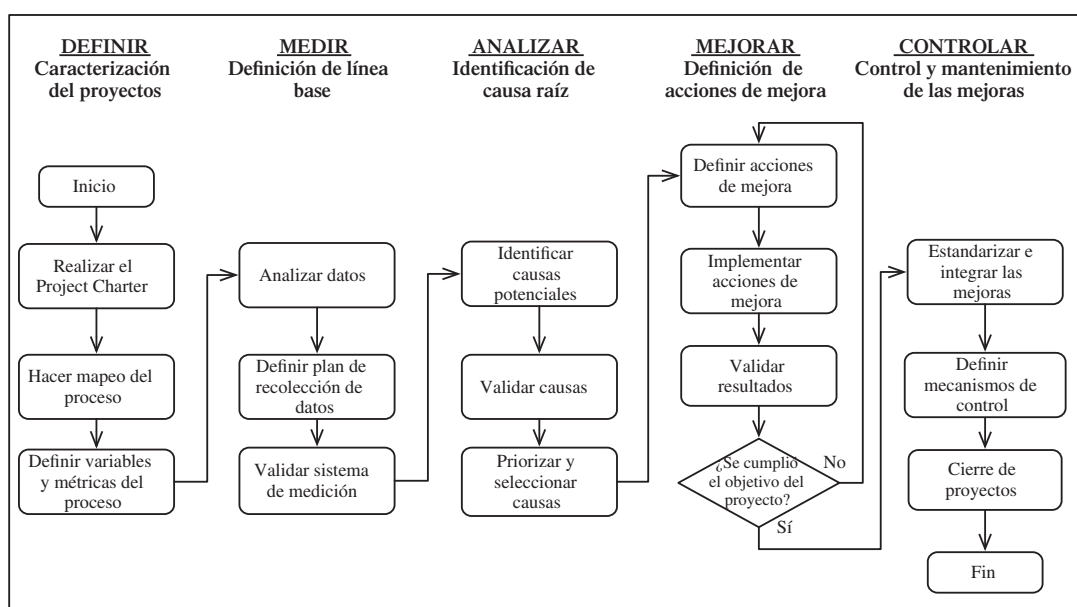 DEFINIR
Caracterización
del proyectos
Inicio
Realizar el
Project Charter
Hacer mapeo del
proceso
Definir variables
y métricas del
proceso
MEDIR
Definición de línea
base
Analizar datos
Definir plan de
recolección de
datos
Validar sistema
de medición
ANALIZAR
Identificación de
causa raíz
Identificar
causas
potenciales
Validar causas
Priorizar y
seleccionar
causas
MEJORAR
Definición de
acciones de mejora
Definir acciones
de mejora
Implementar
acciones de
mejora
Validar
resultados
¿Se cumplió
el objetivo del
proyecto?
No
Sí
CONTROLAR
Control y mantenimiento
de las mejoras
Estandarizar e
integrar las
mejoras
Definir
mecanismos de
control
Cierre de
proyectos
Fin